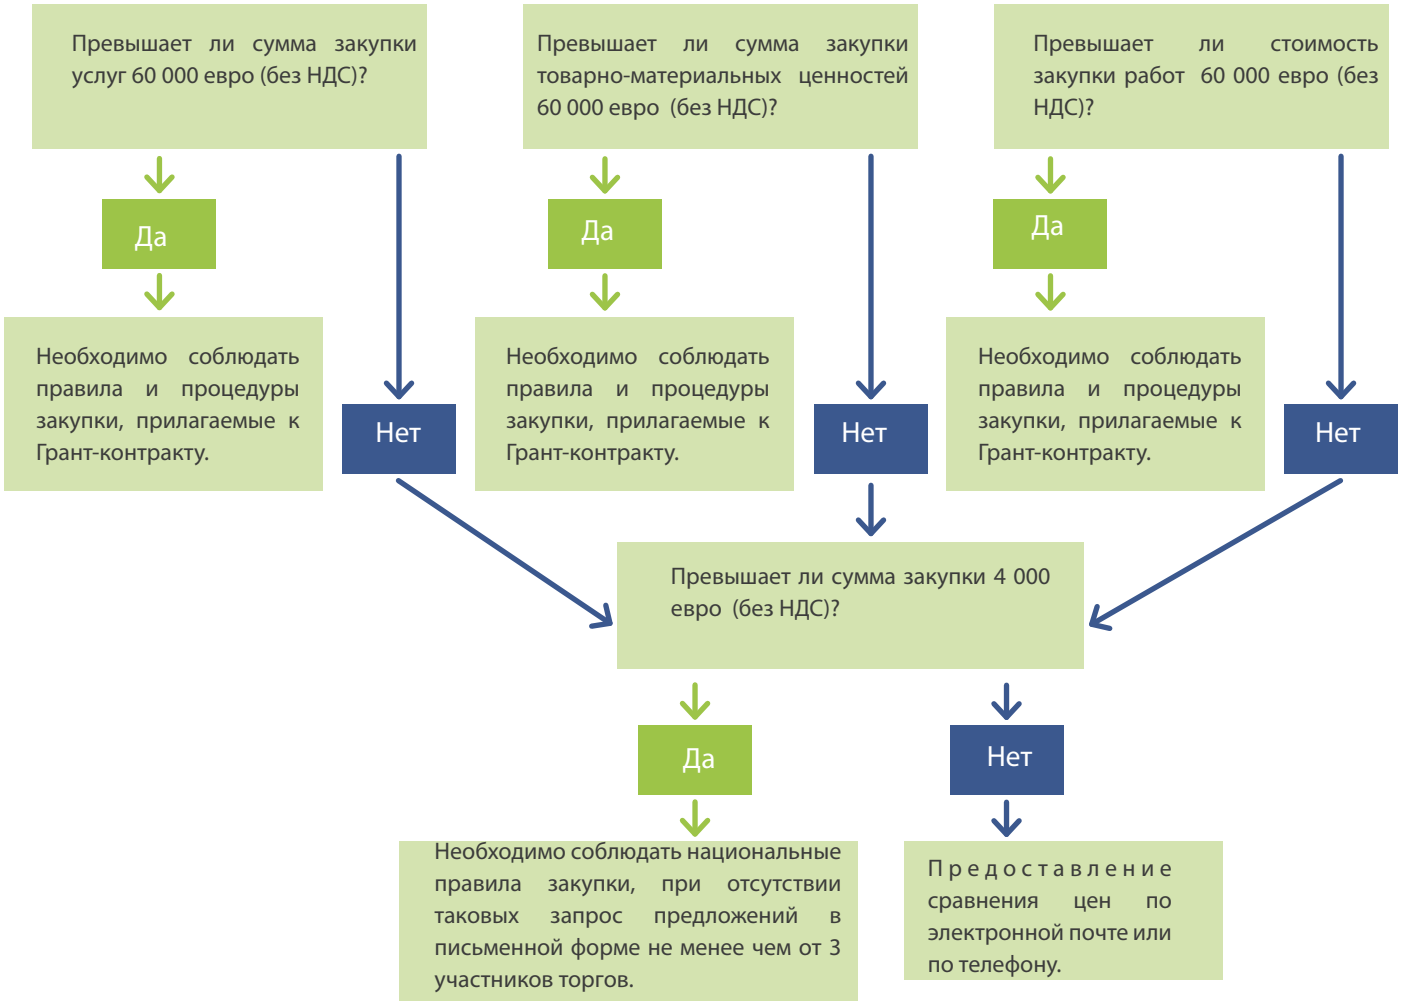 Превышает ли сумма закупки
услуг 60 000 евро (без НДС)?
Превышает ли сумма закупки
товарно-материальных ценностей
60 000 евро (без НДС)?
Превышает ли стоимость
закупки работ 60 000 евро (без
НДС)?
Да
Да
Да
Необходимо соблюдать
правила и процедуры
закупки, прилагаемые к
Грант-контракту.
Нет
Необходимо соблюдать
правила и процедуры
закупки, прилагаемые к
Грант-контракту.
Нет
Необходимо соблюдать
правила и процедуры
закупки, прилагаемые к
Грант-контракту.
Нет
Превышает ли сумма закупки 4 000
евро (без НДС)?
Да
Нет
Необходимо соблюдать национальные
правила закупки, при отсутствии
таковых запрос предложений в
письменной форме не менее чем от 3
участников торгов.
Предоставление
сравнения цен по
электронной почте или
по телефону.